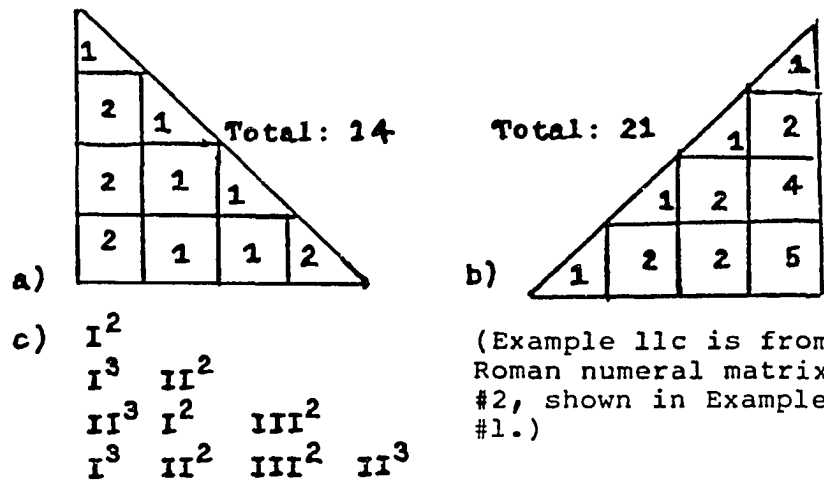 1
2 1 Total: 14
2 1 1
2 1 1 2
a)
1
Total: 21 1 2
1 2 4
1 2 2 5
b)
c) I²
I³ II²
II³ I² III²
I³ II² III² II³
(Example 11c is from
Roman numeral matrix
#2, shown in Example
#1.)